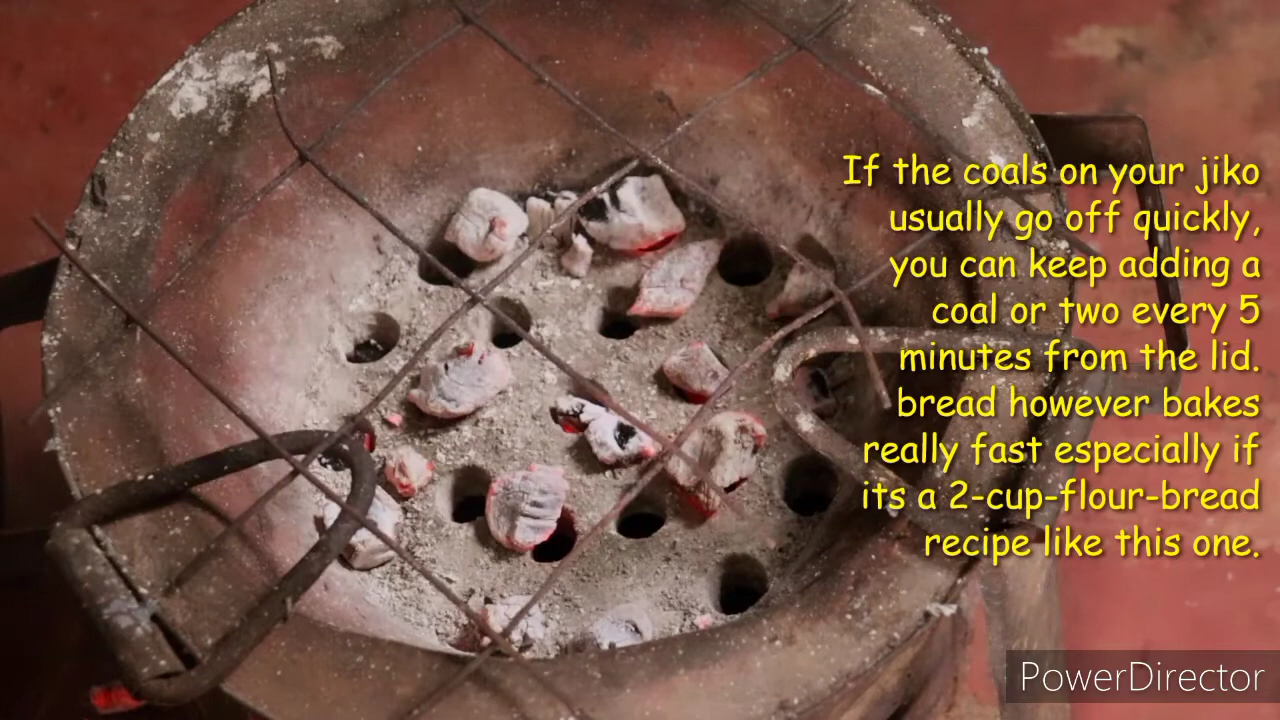 If the coals on your jiko
usually go off quickly,
you can keep adding a
coal or two every 5
minutes from the lid.
bread however bakes
really fast especially if
its a 2-cup-flour-bread
recipe like this one.
PowerDirector